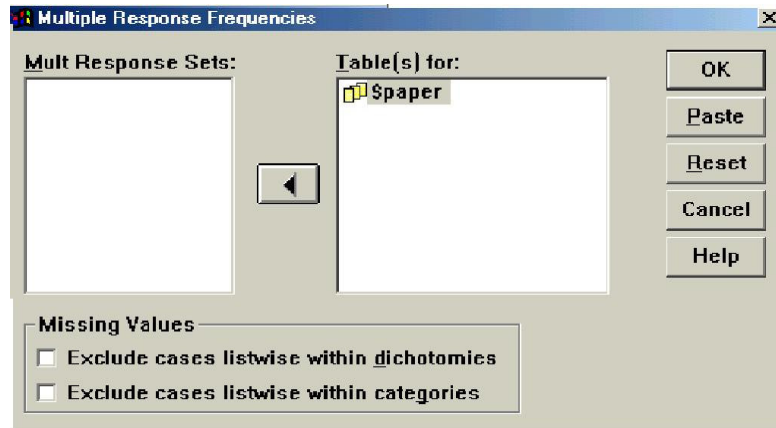 Multiple Response Frequencies
Mult Response Sets:
Table(s) for:
$paper
OK
Paste
Reset
Cancel
Help
Missing Values
Exclude cases listwise within dichotomies
Exclude cases listwise within categories